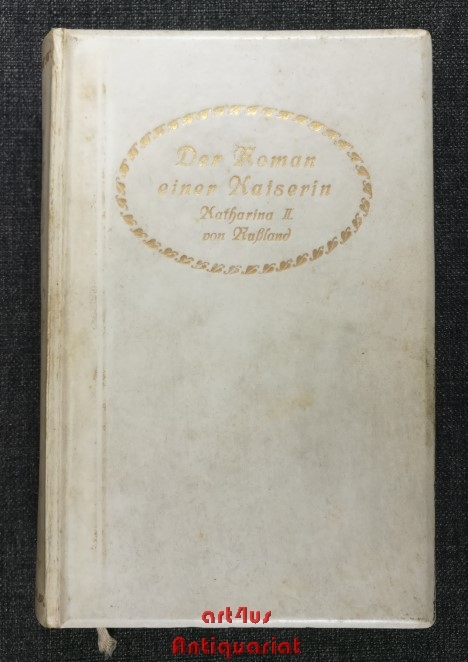 Der Roman
einer Kaiserin
Katharina II.
von Rußland
art4us
Antiquariat